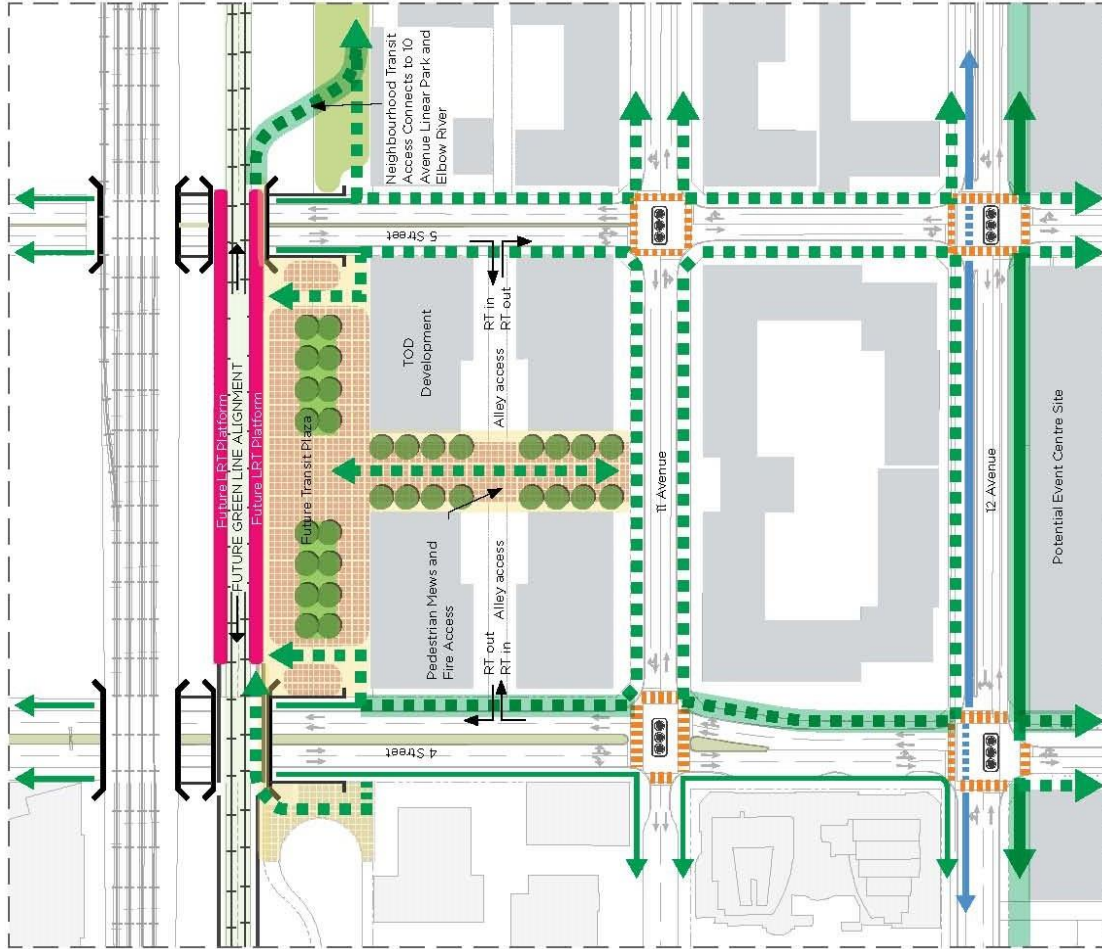 Neighbourhood Transit
Access Connects to 10
Avenue Linear Park and
Elbow River
Future LRT Platform
FUTURE GREEN LINE ALIGNMENT
Future LRT Platform
Future Transit Plaza
5 Street
RT in
RT out
TOD
Development
Alley access
Pedestrian Mews and
Fire Access
Alley access
RT out
RT in
4 Street
11 Avenue
12 Avenue
Potential Event Centre Site